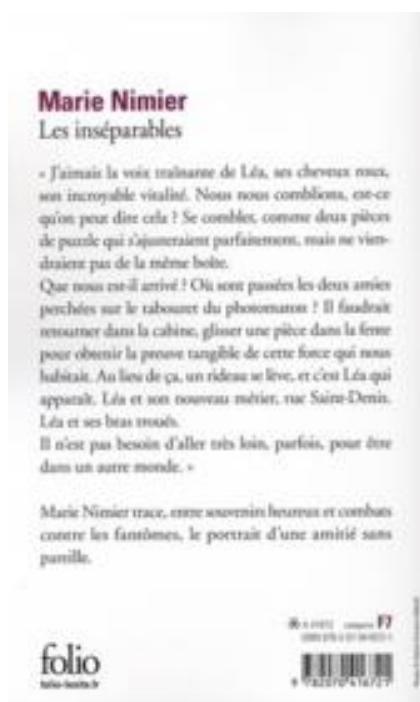 Marie Nimier
Les inséparables
« J'aimais la voix traînante de Léa, ses cheveux roux,
son incroyable vitalité. Nous nous comblions, est-ce
qu'on peut dire cela ? Se combler, comme deux pièces
de puzzle qui s'ajusteraient parfaitement, mais ne vien-
draient pas de la même boîte.
Que nous est-il arrivé ? Où sont passées les deux amies
perchées sur le tabouret du photomaton ? Il faudrait
retourner dans la cabine, glisser une pièce dans la fente
pour obtenir la preuve tangible de cette force qui nous
habitait. Au lieu de ça, un rideau se lève, et c'est Léa qui
apparaît. Léa et son nouveau métier, rue Saint-Denis.
Léa et ses bras troués.
Il n'est pas besoin d'aller très loin, parfois, pour être
dans un autre monde. »
Marie Nimier trace, entre souvenirs heureux et combats
contre les fantômes, le portrait d'une amitié sans
pareille.
F7
folio
folio-lesite.fr
9 782070 416721